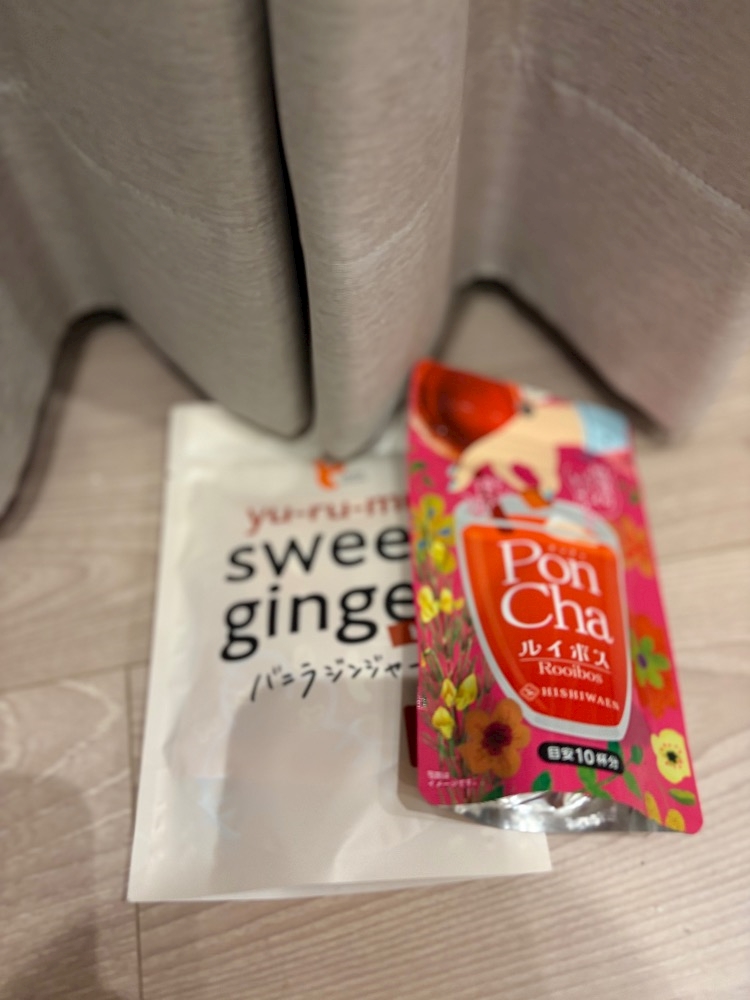 sweet
ginge
バニラジンジャー
Pon
Cha
ルイボス
Rooibos
HISHIWAEN
目安10杯分